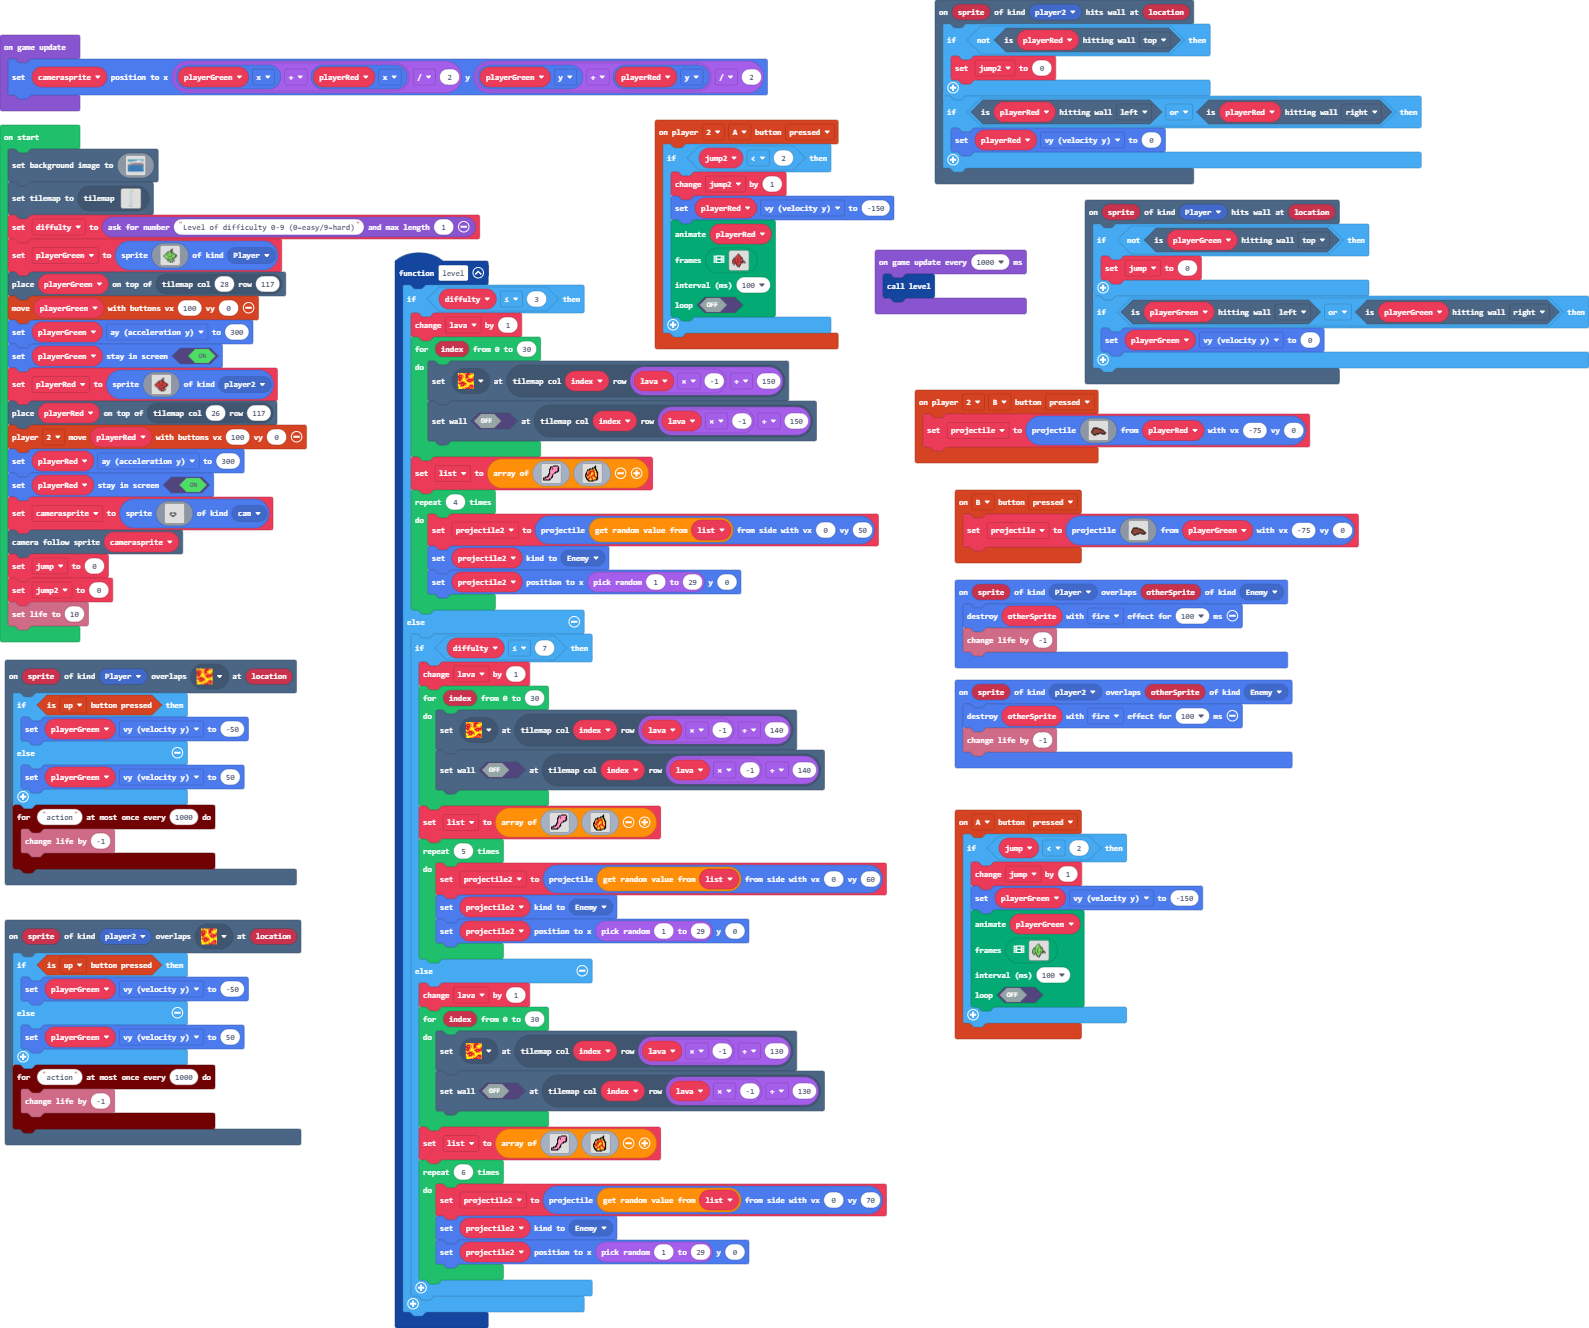 on game update
set camerasprite position to x playerGreen x + playerRed x / 2 y playerGreen y + playerRed y / 2
on start
set background image to
set tilemap to tilemap
set diffulty to ask for number "Level of difficulty 0-9 (0=easy/9=hard)" and max length 1
set playerGreen to sprite of kind Player
place playerGreen on top of tilemap col 28 row 117
move playerGreen with buttons vx 100 vy 0
set playerGreen ay (acceleration y) to 300
set playerGreen stay in screen ON
set playerRed to sprite of kind player2
place playerRed on top of tilemap col 26 row 117
player 2 move playerRed with buttons vx 100 vy 0
set playerRed ay (acceleration y) to 300
set playerRed stay in screen ON
set camerasprite to sprite of kind cam
camera follow sprite camerasprite
set jump to 0
set jump2 to 0
set life to 10
on sprite of kind Player overlaps at location
if is up button pressed then
set playerGreen vy (velocity y) to -50
else
set playerGreen vy (velocity y) to 50
for "action" at most once every 1000 do
change life by -1
on sprite of kind player2 overlaps at location
if is up button pressed then
set playerGreen vy (velocity y) to -50
else
set playerGreen vy (velocity y) to 50
for "action" at most once every 1000 do
change life by -1
function level
if diffulty ≤ 3 then
change lava by 1
for index from 0 to 30
do
set at tilemap col index row lava × -1 + 150
set wall OFF at tilemap col index row lava × -1 + 150
set list to array of
repeat 4 times
do
set projectile2 to projectile get random value from list from side with vx 0 vy 50
set projectile2 kind to Enemy
set projectile2 position to x pick random 1 to 29 y 0
else
if diffulty ≤ 7 then
change lava by 1
for index from 0 to 30
do
set at tilemap col index row lava × -1 + 140
set wall OFF at tilemap col index row lava × -1 + 140
set list to array of
repeat 5 times
do
set projectile2 to projectile get random value from list from side with vx 0 vy 60
set projectile2 kind to Enemy
set projectile2 position to x pick random 1 to 29 y 0
else
change lava by 1
for index from 0 to 30
do
set at tilemap col index row lava × -1 + 130
set wall OFF at tilemap col index row lava × -1 + 130
set list to array of
repeat 6 times
do
set projectile2 to projectile get random value from list from side with vx 0 vy 70
set projectile2 kind to Enemy
set projectile2 position to x pick random 1 to 29 y 0
on player 2 A button pressed
if jump2 < 2 then
change jump2 by 1
set playerRed vy (velocity y) to -150
animate playerRed
frames
interval (ms) 100
loop OFF
on game update every 1000 ms
call level
on sprite of kind player2 hits wall at location
if not is playerRed hitting wall top then
set jump2 to 0
if is playerRed hitting wall left or is playerRed hitting wall right then
set playerRed vy (velocity y) to 0
on sprite of kind Player hits wall at location
if not is playerGreen hitting wall top then
set jump to 0
if is playerGreen hitting wall left or is playerGreen hitting wall right then
set playerGreen vy (velocity y) to 0
on player 2 B button pressed
set projectile to projectile from playerRed with vx -75 vy 0
on B button pressed
set projectile to projectile from playerGreen with vx -75 vy 0
on sprite of kind Player overlaps otherSprite of kind Enemy
destroy otherSprite with fire effect for 100 ms
change life by -1
on sprite of kind player2 overlaps otherSprite of kind Enemy
destroy otherSprite with fire effect for 100 ms
change life by -1
on A button pressed
if jump < 2 then
change jump by 1
set playerGreen vy (velocity y) to -150
animate playerGreen
frames
interval (ms) 100
loop OFF